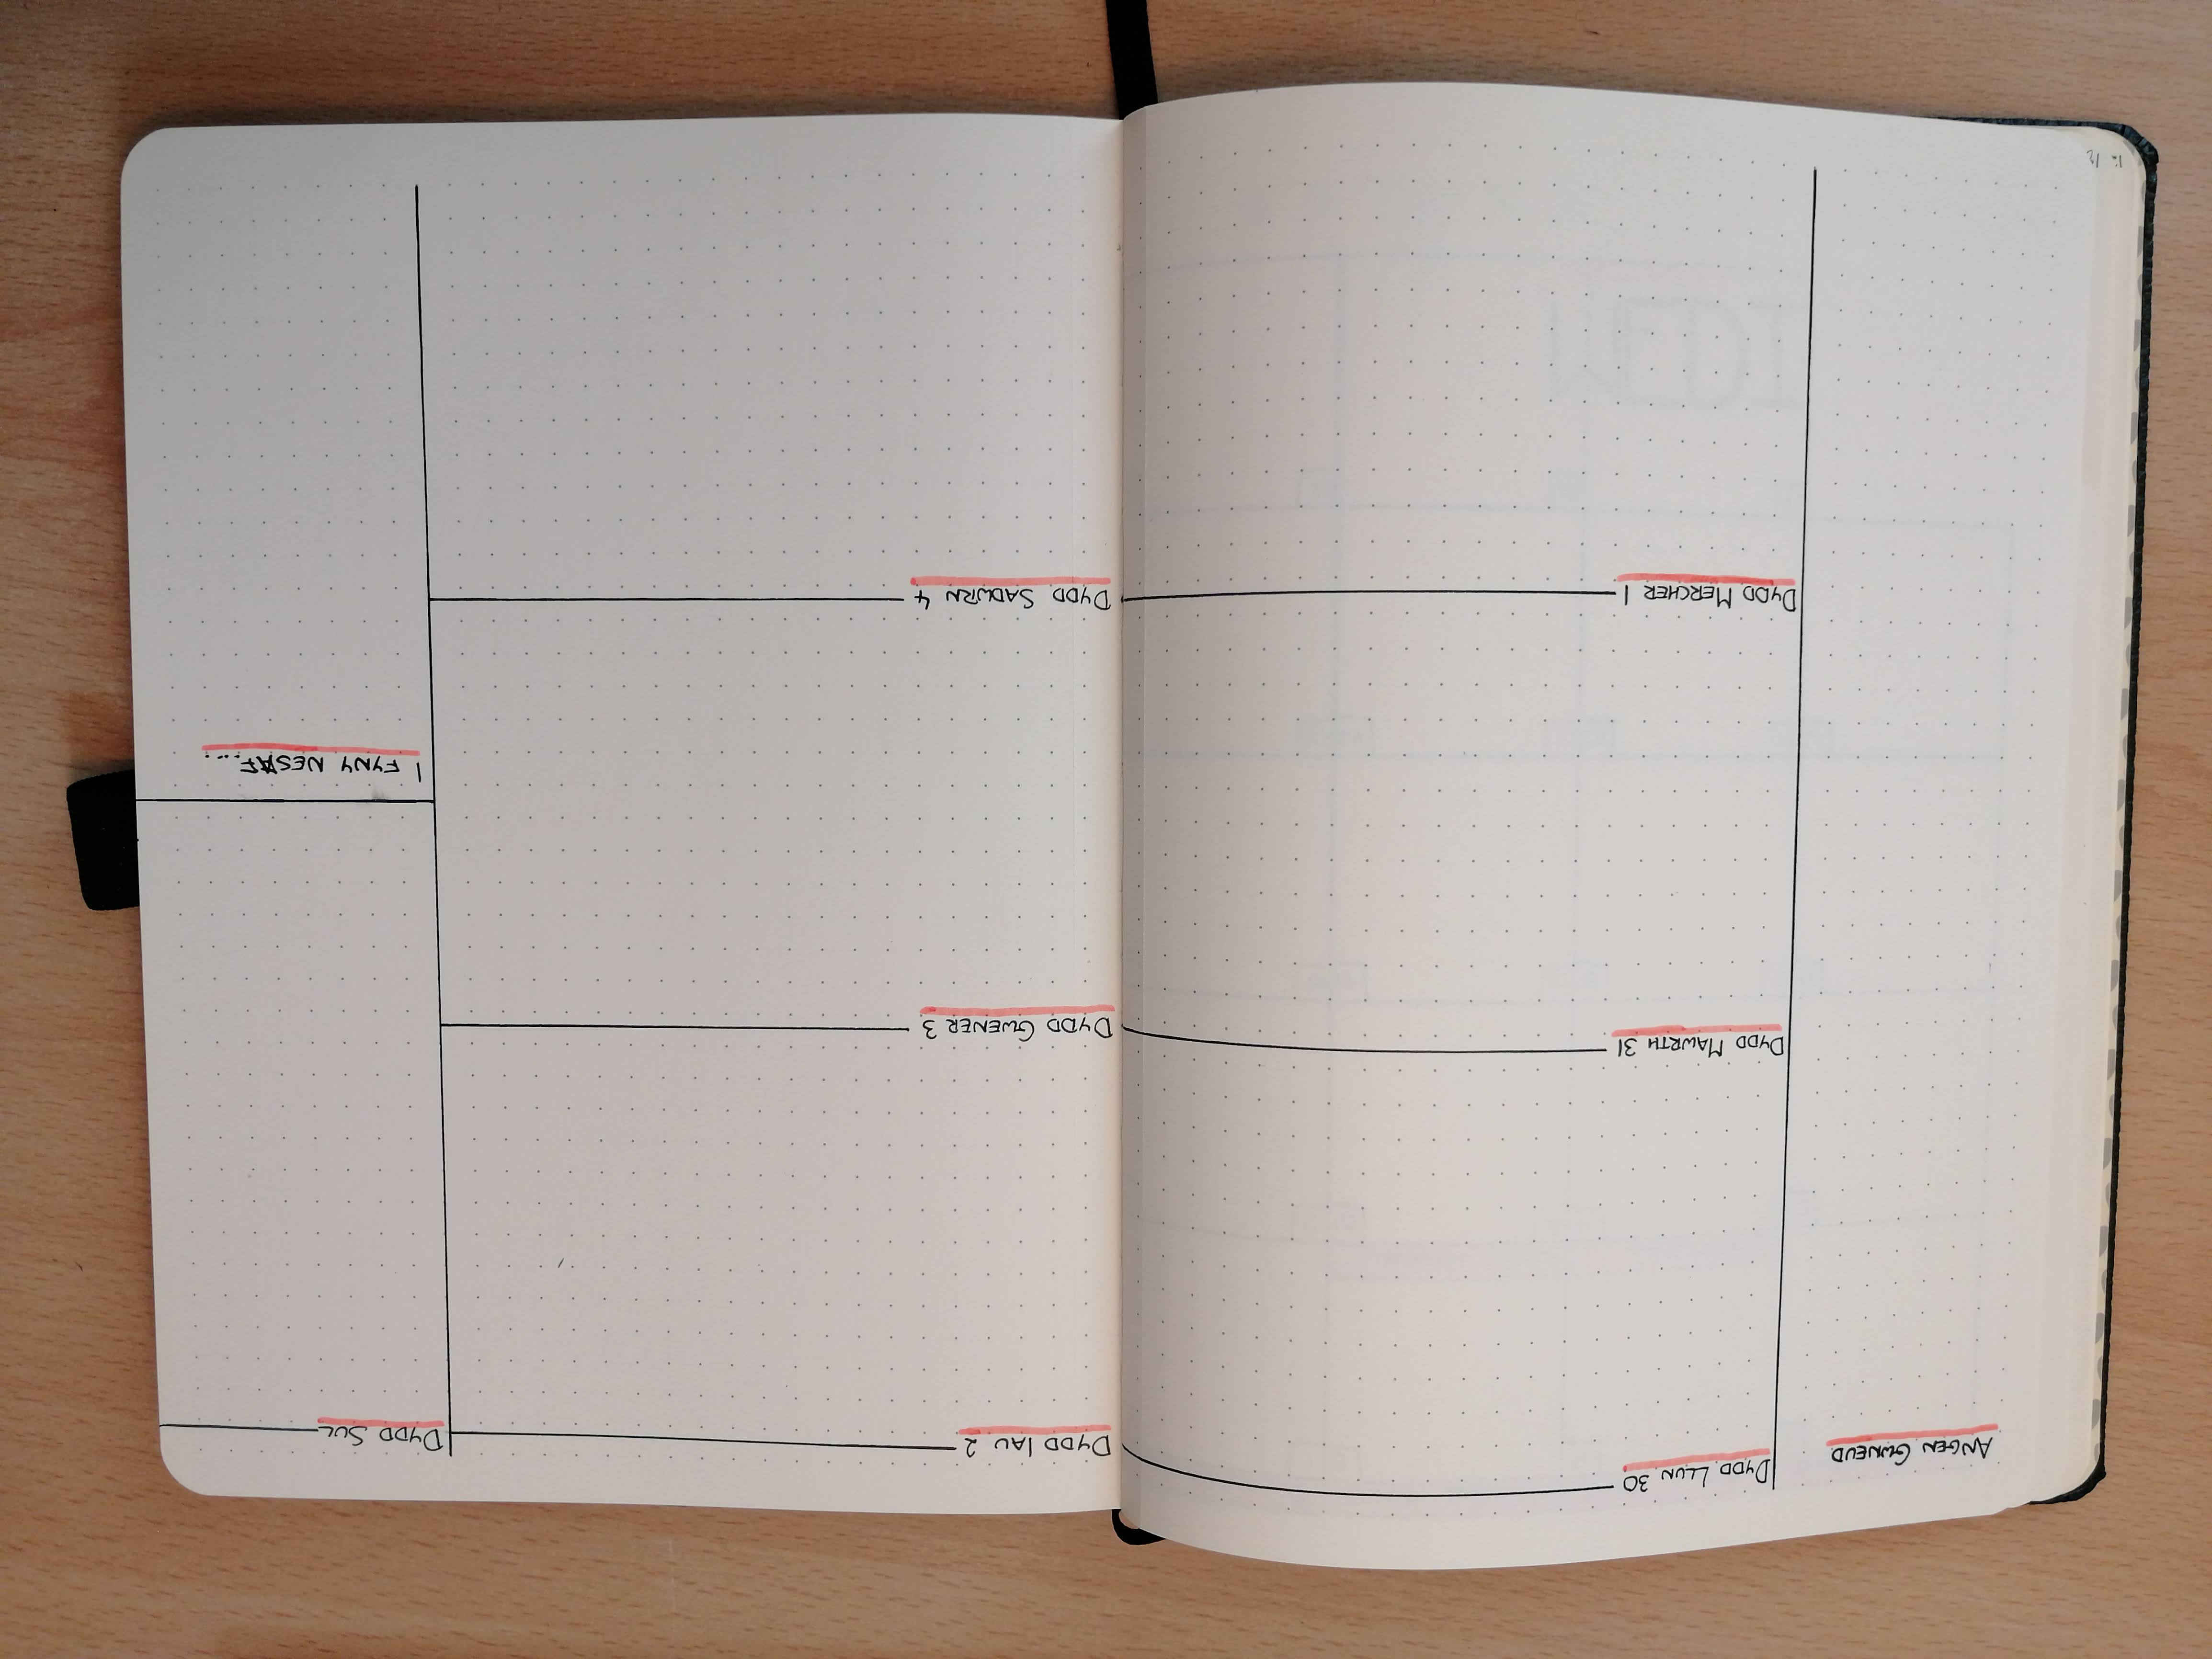 ANGEN GWNEUD
DYDD LLUN 30
DYDD MAWRTH 31
DYDD MERCHER 1
DYDD IAU 2
DYDD GWENER 3
DYDD SADWRN 4
DYDD SUL
I FYNY NESAF....
MEDI